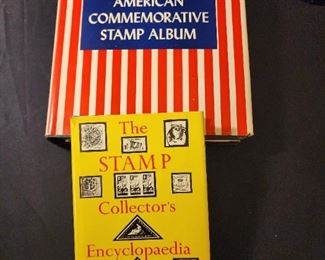 AMERICAN
COMMEMORATIVE
STAMP ALBUM
The
STAMP
Collector's
Encyclopaedia